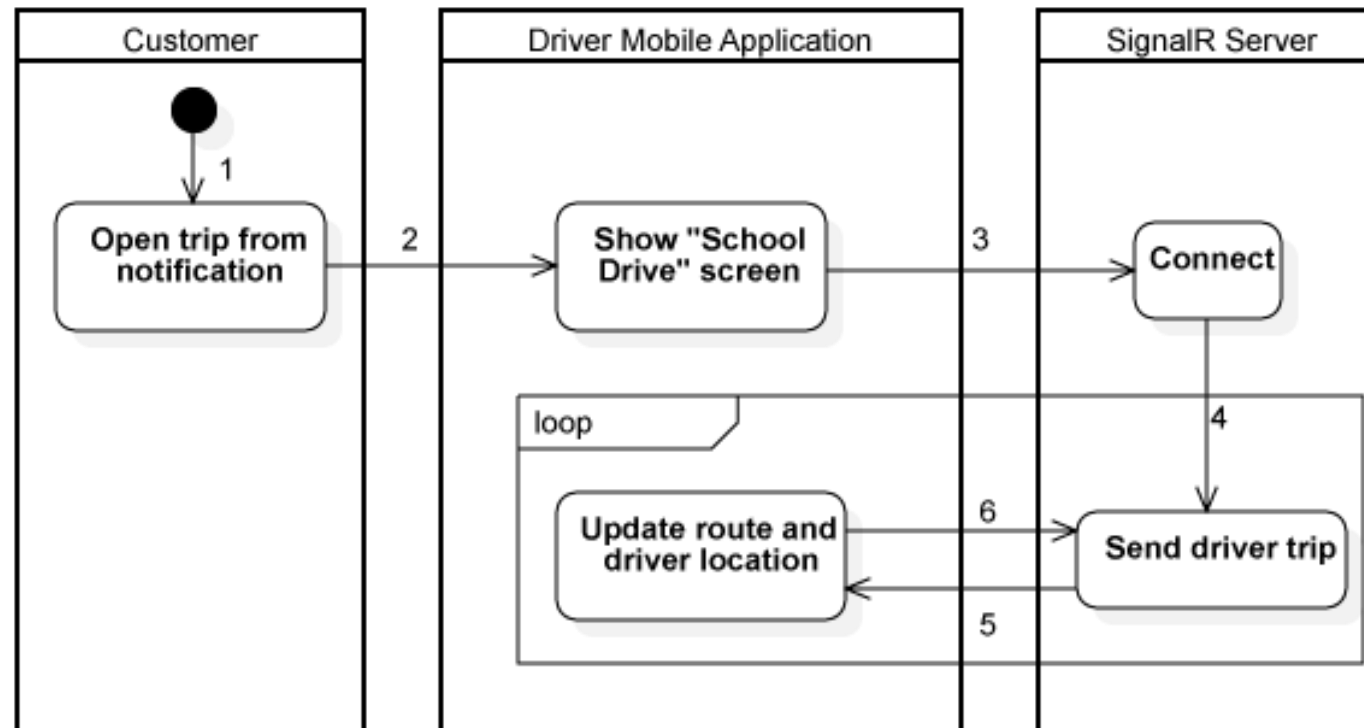 Customer
Driver Mobile Application
SignalR Server
1
Open trip from
notification
2
Show "School
Drive" screen
3
Connect
4
loop
Update route and
driver location
6
Send driver trip
5